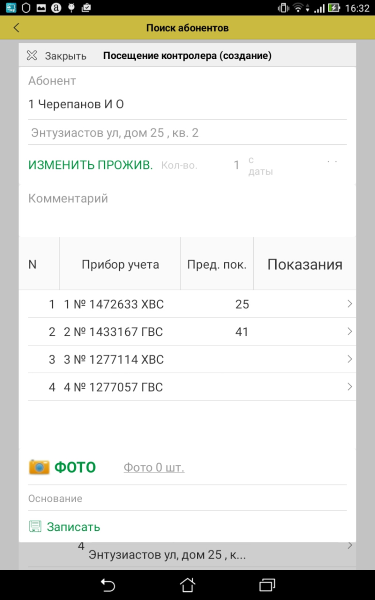 16:32
Поиск абонентов
Закрыть Посещение контролера (создание)
Абонент
1 Черепанов И О
Энтузиастов ул, дом 25 , кв. 2
ИЗМЕНИТЬ ПРОЖИВ. Кол-во. 1 с даты . .
Комментарий
N Прибор учета Пред. пок. Показания
1 1 № 1472633 ХВС 25
2 2 № 1433167 ГВС 41
3 3 № 1277114 ХВС
4 4 № 1277057 ГВС
ФОТО Фото 0 шт.
Основание
Записать
4
Энтузиастов ул, дом 25 , к...